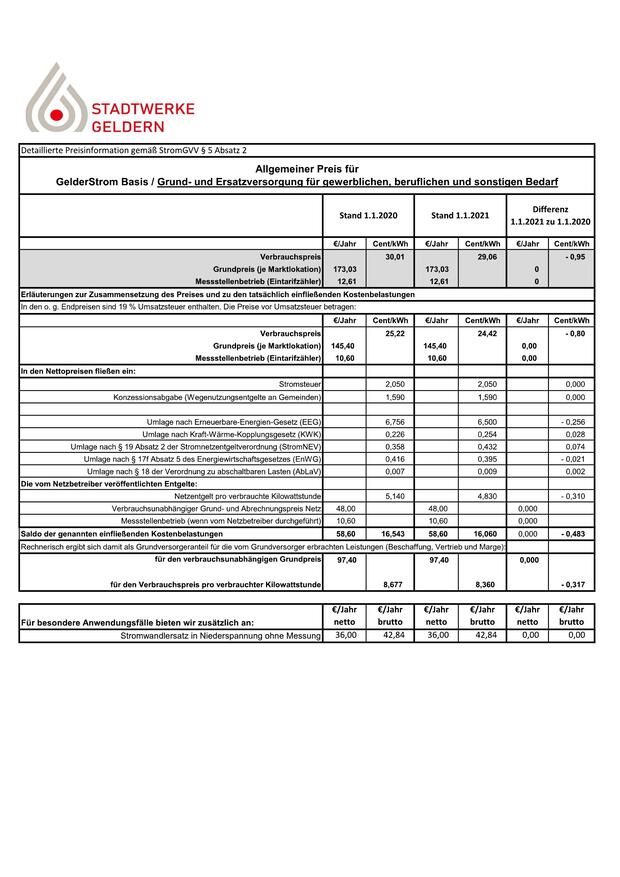 STADTWERKE
GELDERN
Detaillierte Preisinformation gemäß StromGVV § 5 Absatz 2
Allgemeiner Preis für
GelderStrom Basis / Grund- und Ersatzversorgung für gewerblichen, beruflichen und sonstigen Bedarf
Stand 1.1.2020 Stand 1.1.2021 Differenz 1.1.2021 zu 1.1.2020
€/Jahr Cent/kWh €/Jahr Cent/kWh €/Jahr Cent/kWh
Verbrauchspreis 30,01 29,06 - 0,95
Grundpreis (je Marktlokation) 173,03 173,03 0
Messstellenbetrieb (Eintarifzähler) 12,61 12,61 0
Erläuterungen zur Zusammensetzung des Preises und zu den tatsächlich einfließenden Kostenbelastungen
In den o. g. Endpreisen sind 19 % Umsatzsteuer enthalten. Die Preise vor Umsatzsteuer betragen:
€/Jahr Cent/kWh €/Jahr Cent/kWh €/Jahr Cent/kWh
Verbrauchspreis 25,22 24,42 - 0,80
Grundpreis (je Marktlokation) 145,40 145,40 0,00
Messstellenbetrieb (Eintarifzähler) 10,60 10,60 0,00
In den Nettopreisen fließen ein:
Stromsteuer 2,050 2,050 0,000
Konzessionsabgabe (Wegenutzungsentgelte an Gemeinden) 1,590 1,590 0,000
Umlage nach Erneuerbare-Energien-Gesetz (EEG) 6,756 6,500 - 0,256
Umlage nach Kraft-Wärme-Kopplungsgesetz (KWK) 0,226 0,254 0,028
Umlage nach § 19 Absatz 2 der Stromnetzentgeltverordnung (StromNEV) 0,358 0,432 0,074
Umlage nach § 17f Absatz 5 des Energiewirtschaftsgesetzes (EnWG) 0,416 0,395 - 0,021
Umlage nach § 18 der Verordnung zu abschaltbaren Lasten (AbLaV) 0,007 0,009 0,002
Die vom Netzbetreiber veröffentlichten Entgelte:
Netzentgelt pro verbrauchte Kilowattstunde 5,140 4,830 - 0,310
Verbrauchsunabhängiger Grund- und Abrechnungspreis Netz 48,00 48,00 0,000
Messstellenbetrieb (wenn vom Netzbetreiber durchgeführt) 10,60 10,60 0,000
Saldo der genannten einfließenden Kostenbelastungen 58,60 16,543 58,60 16,060 0,000 - 0,483
Rechnerisch ergibt sich damit als Grundversorgeranteil für die vom Grundversorger erbrachten Leistungen (Beschaffung, Vertrieb und Marge):
für den verbrauchsunabhängigen Grundpreis 97,40 97,40 0,000
für den Verbrauchspreis pro verbrauchter Kilowattstunde 8,677 8,360 - 0,317
€/Jahr €/Jahr €/Jahr €/Jahr €/Jahr €/Jahr
Für besondere Anwendungsfälle bieten wir zusätzlich an: netto brutto netto brutto netto brutto
Stromwandlersatz in Niederspannung ohne Messung 36,00 42,84 36,00 42,84 0,00 0,00